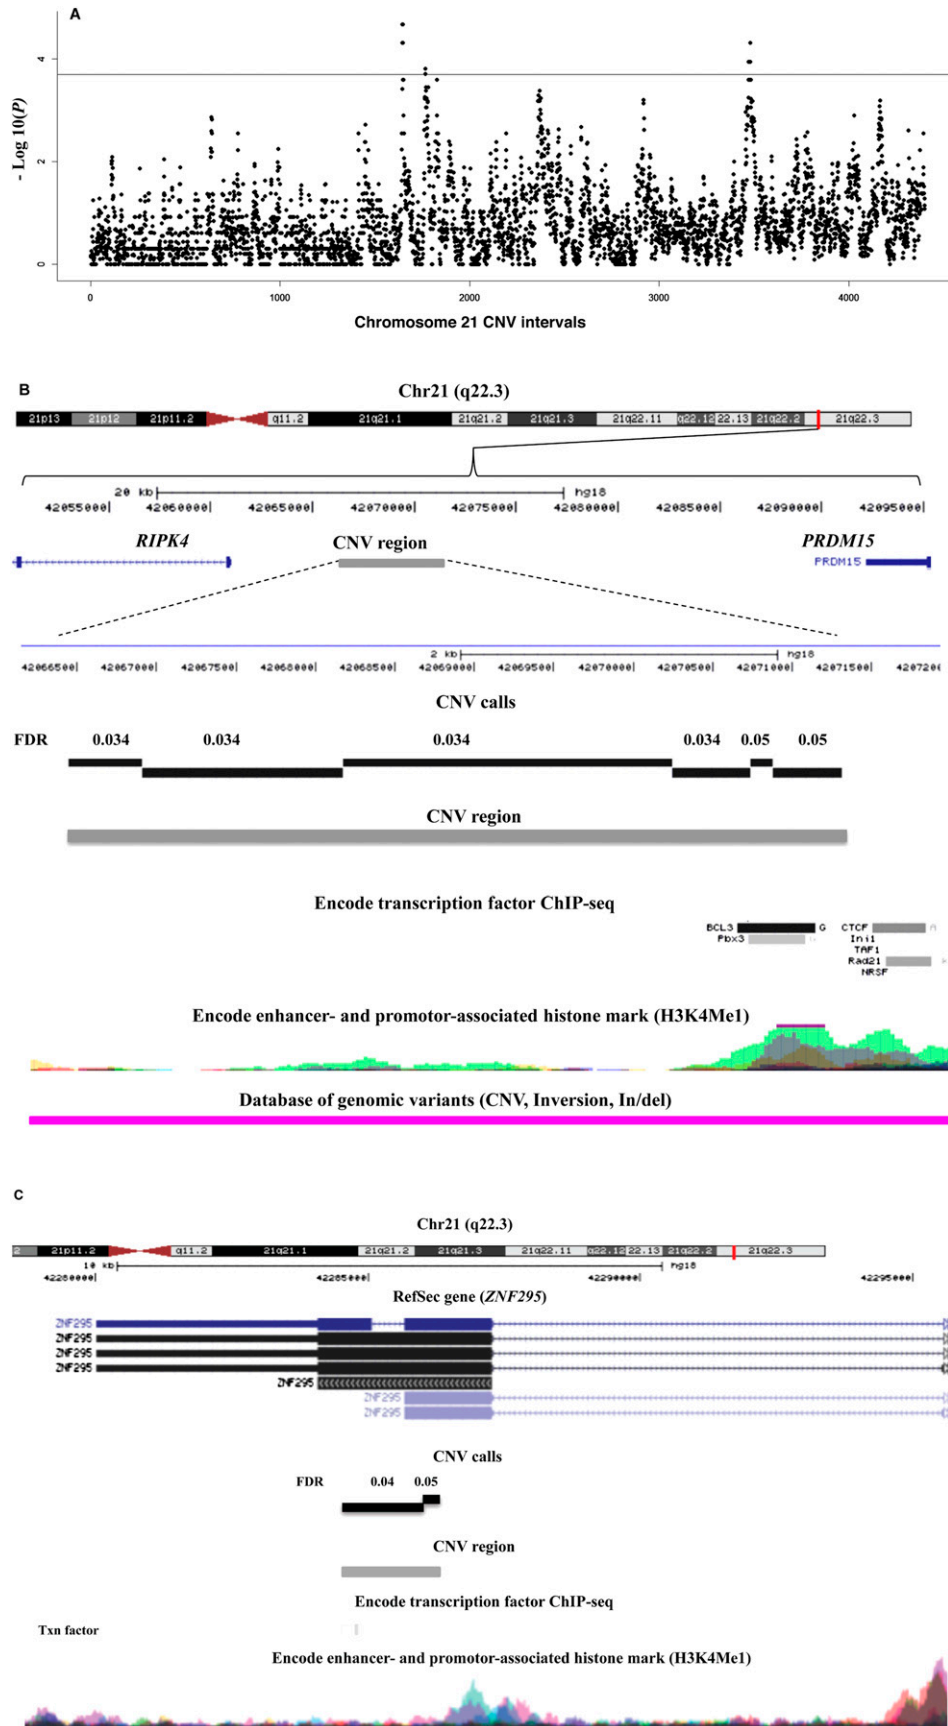 A
4
2
0
- Log 10(P)
0 1000 2000 3000 4000
Chromosome 21 CNV intervals
B
Chr21 (q22.3)
21p13 21p12 21p11.2 q11.2 21q21.1 21q21.2 21q21.3 21q22.11 q22.12 22.13 21q22.2 21q22.3
20 kb hg18
42055000| 42060000| 42065000| 42070000| 42075000| 42080000| 42085000| 42090000| 42095000|
RIPK4 CNV region PRDM15
PRDM15
2 kb hg18
42066500| 42067000| 42067500| 42068000| 42068500| 42069000| 42069500| 42070000| 42070500| 42071000| 42071500| 4207200
CNV calls
FDR 0.034 0.034 0.034 0.034 0.05 0.05
CNV region
Encode transcription factor ChIP-seq
BCL3 G CTCF A
Pbx3 Ini1
TAF1
Rad21
NRSF
Encode enhancer- and promotor-associated histone mark (H3K4Me1)
Database of genomic variants (CNV, Inversion, In/del)
C
Chr21 (q22.3)
2 21p11.2 q11.2 21q21.1 21q21.2 21q21.3 21q22.11 q22.12 22.13 21q22.2 21q22.3
10 kb hg18
42280000| 42285000| 42290000| 42295000|
RefSec gene (ZNF295)
ZNF295
ZNF295
ZNF295
ZNF295
ZNF295
ZNF295
ZNF295
CNV calls
FDR 0.04 0.05
CNV region
Encode transcription factor ChIP-seq
Txn factor
Encode enhancer- and promotor-associated histone mark (H3K4Me1)